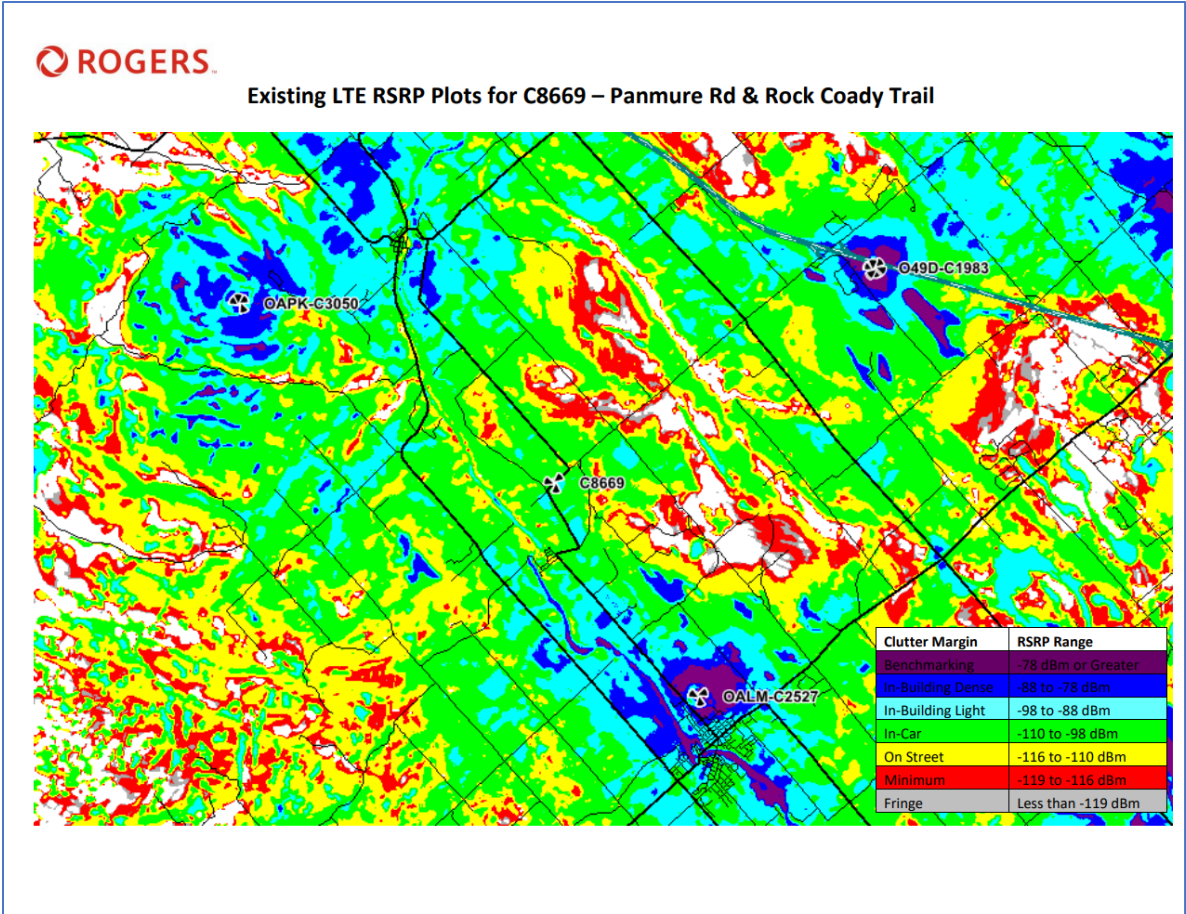 ROGERS™
Existing LTE RSRP Plots for C8669 – Panmure Rd & Rock Coady Trail
O49D-C1983
OAPK-C3050
C8669
OALM-C2527
Clutter Margin RSRP Range
Benchmarking -78 dBm or Greater
In-Building Dense -88 to -78 dBm
In-Building Light -98 to -88 dBm
In-Car -110 to -98 dBm
On Street -116 to -110 dBm
Minimum -119 to -116 dBm
Fringe Less than -119 dBm